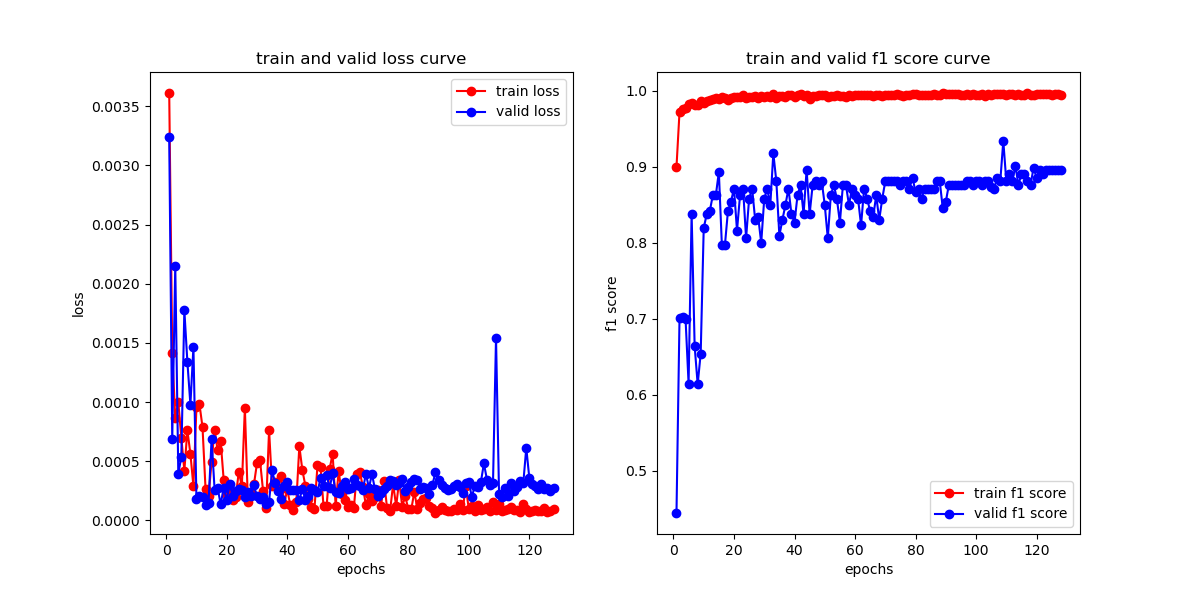 train and valid loss curve
train loss
valid loss
0.0035
0.0030
0.0025
0.0020
0.0015
0.0010
0.0005
0.0000
loss
0 20 40 60 80 100 120
epochs
train and valid f1 score curve
1.0
0.9
0.8
0.7
0.6
0.5
f1 score
train f1 score
valid f1 score
0 20 40 60 80 100 120
epochs